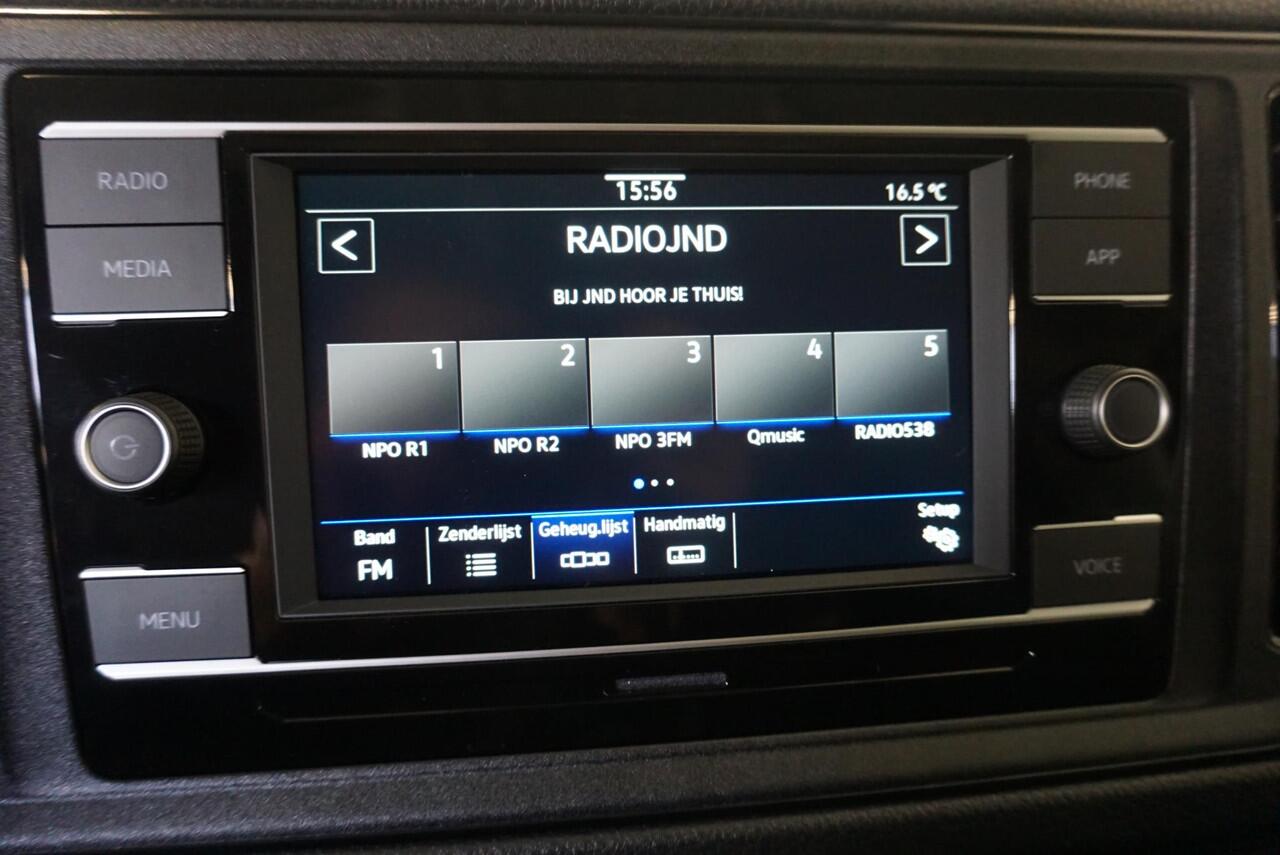 RADIO
MEDIA
MENU
15:56
16.5 °C
<
RADIOJND
>
BIJ JND HOOR JE THUIS!
1 2 3 4 5
NPO R1 NPO R2 NPO 3FM Qmusic RADIO538
Band Zenderlijst Geheug.lijst Handmatig Setup
FM
PHONE
APP
VOICE